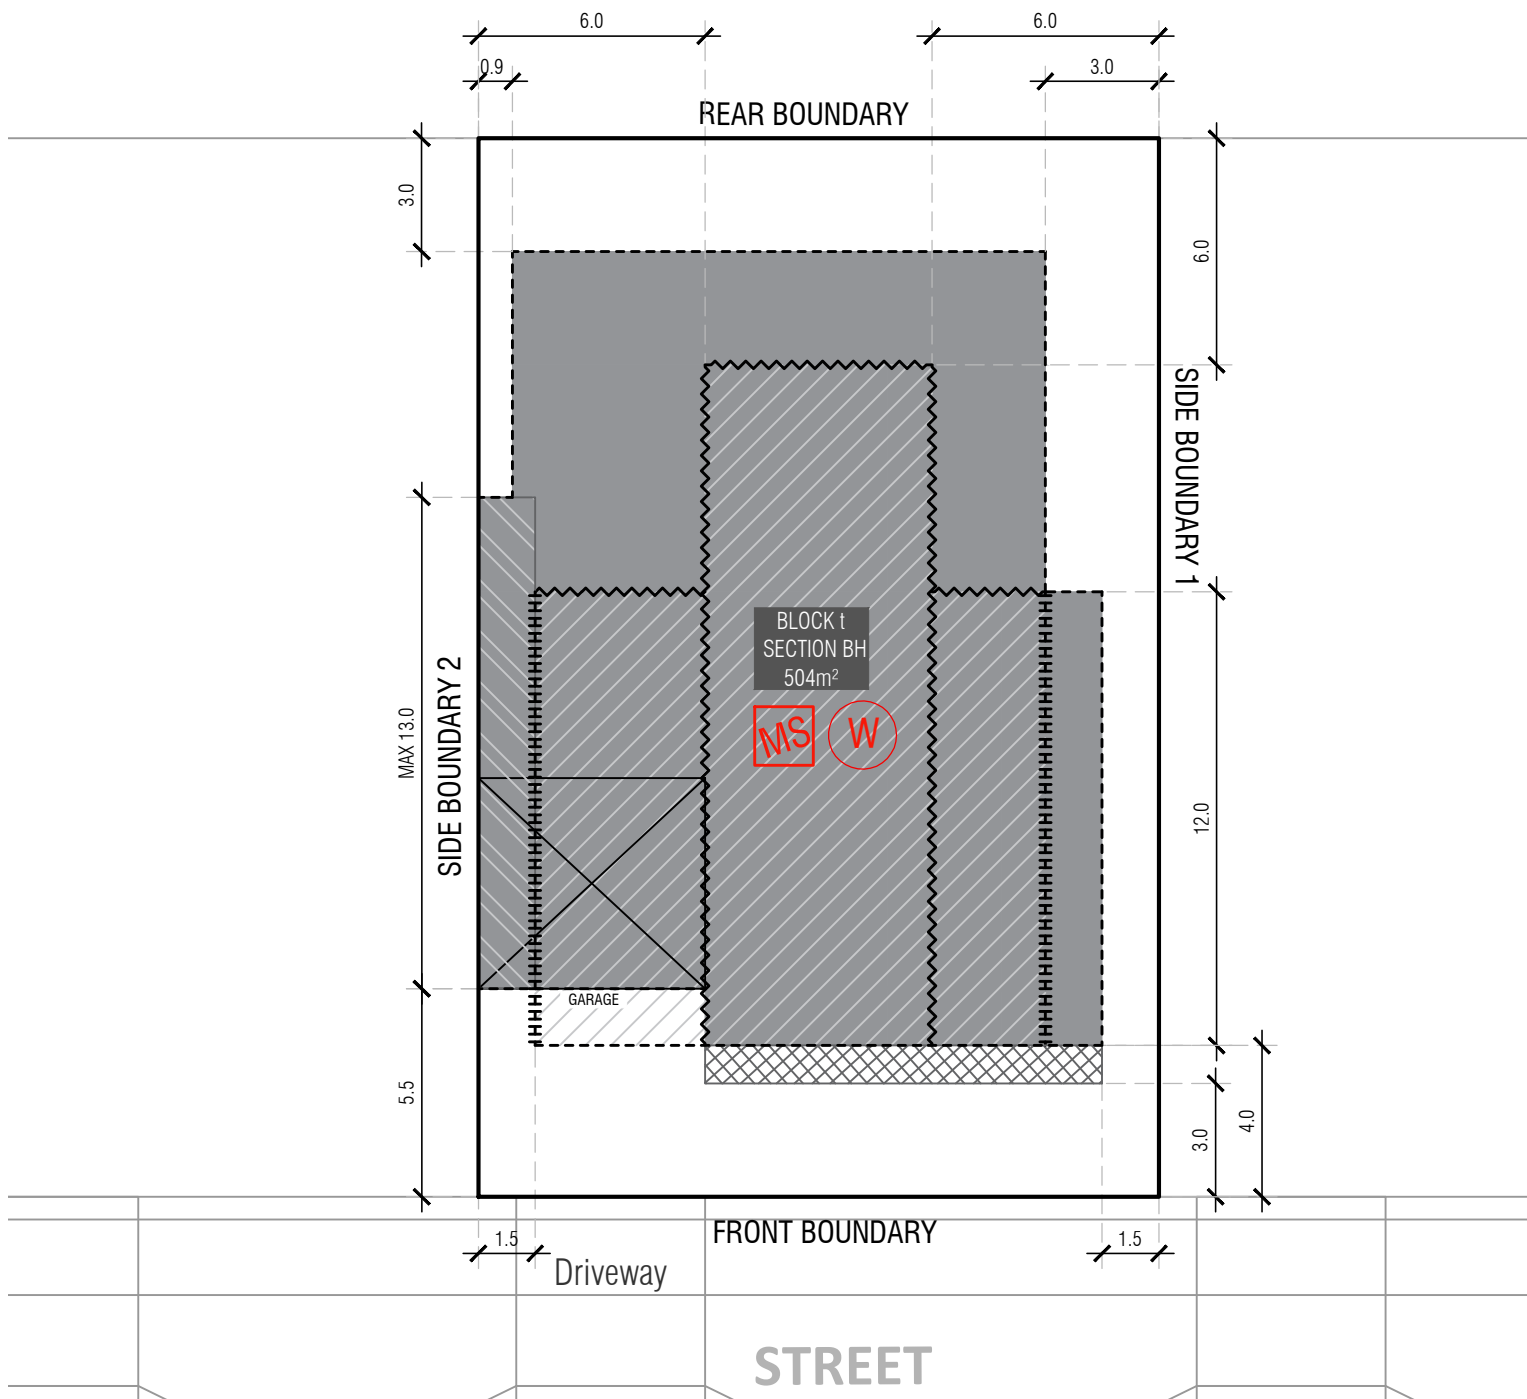 6.0
6.0
0.9
3.0
REAR BOUNDARY
3.0
6.0
SIDE BOUNDARY 1
BLOCK t
SECTION BH
504m²
MS
W
SIDE BOUNDARY 2
MAX 13.0
12.0
GARAGE
5.5
3.0
4.0
1.5
FRONT BOUNDARY
1.5
Driveway
STREET